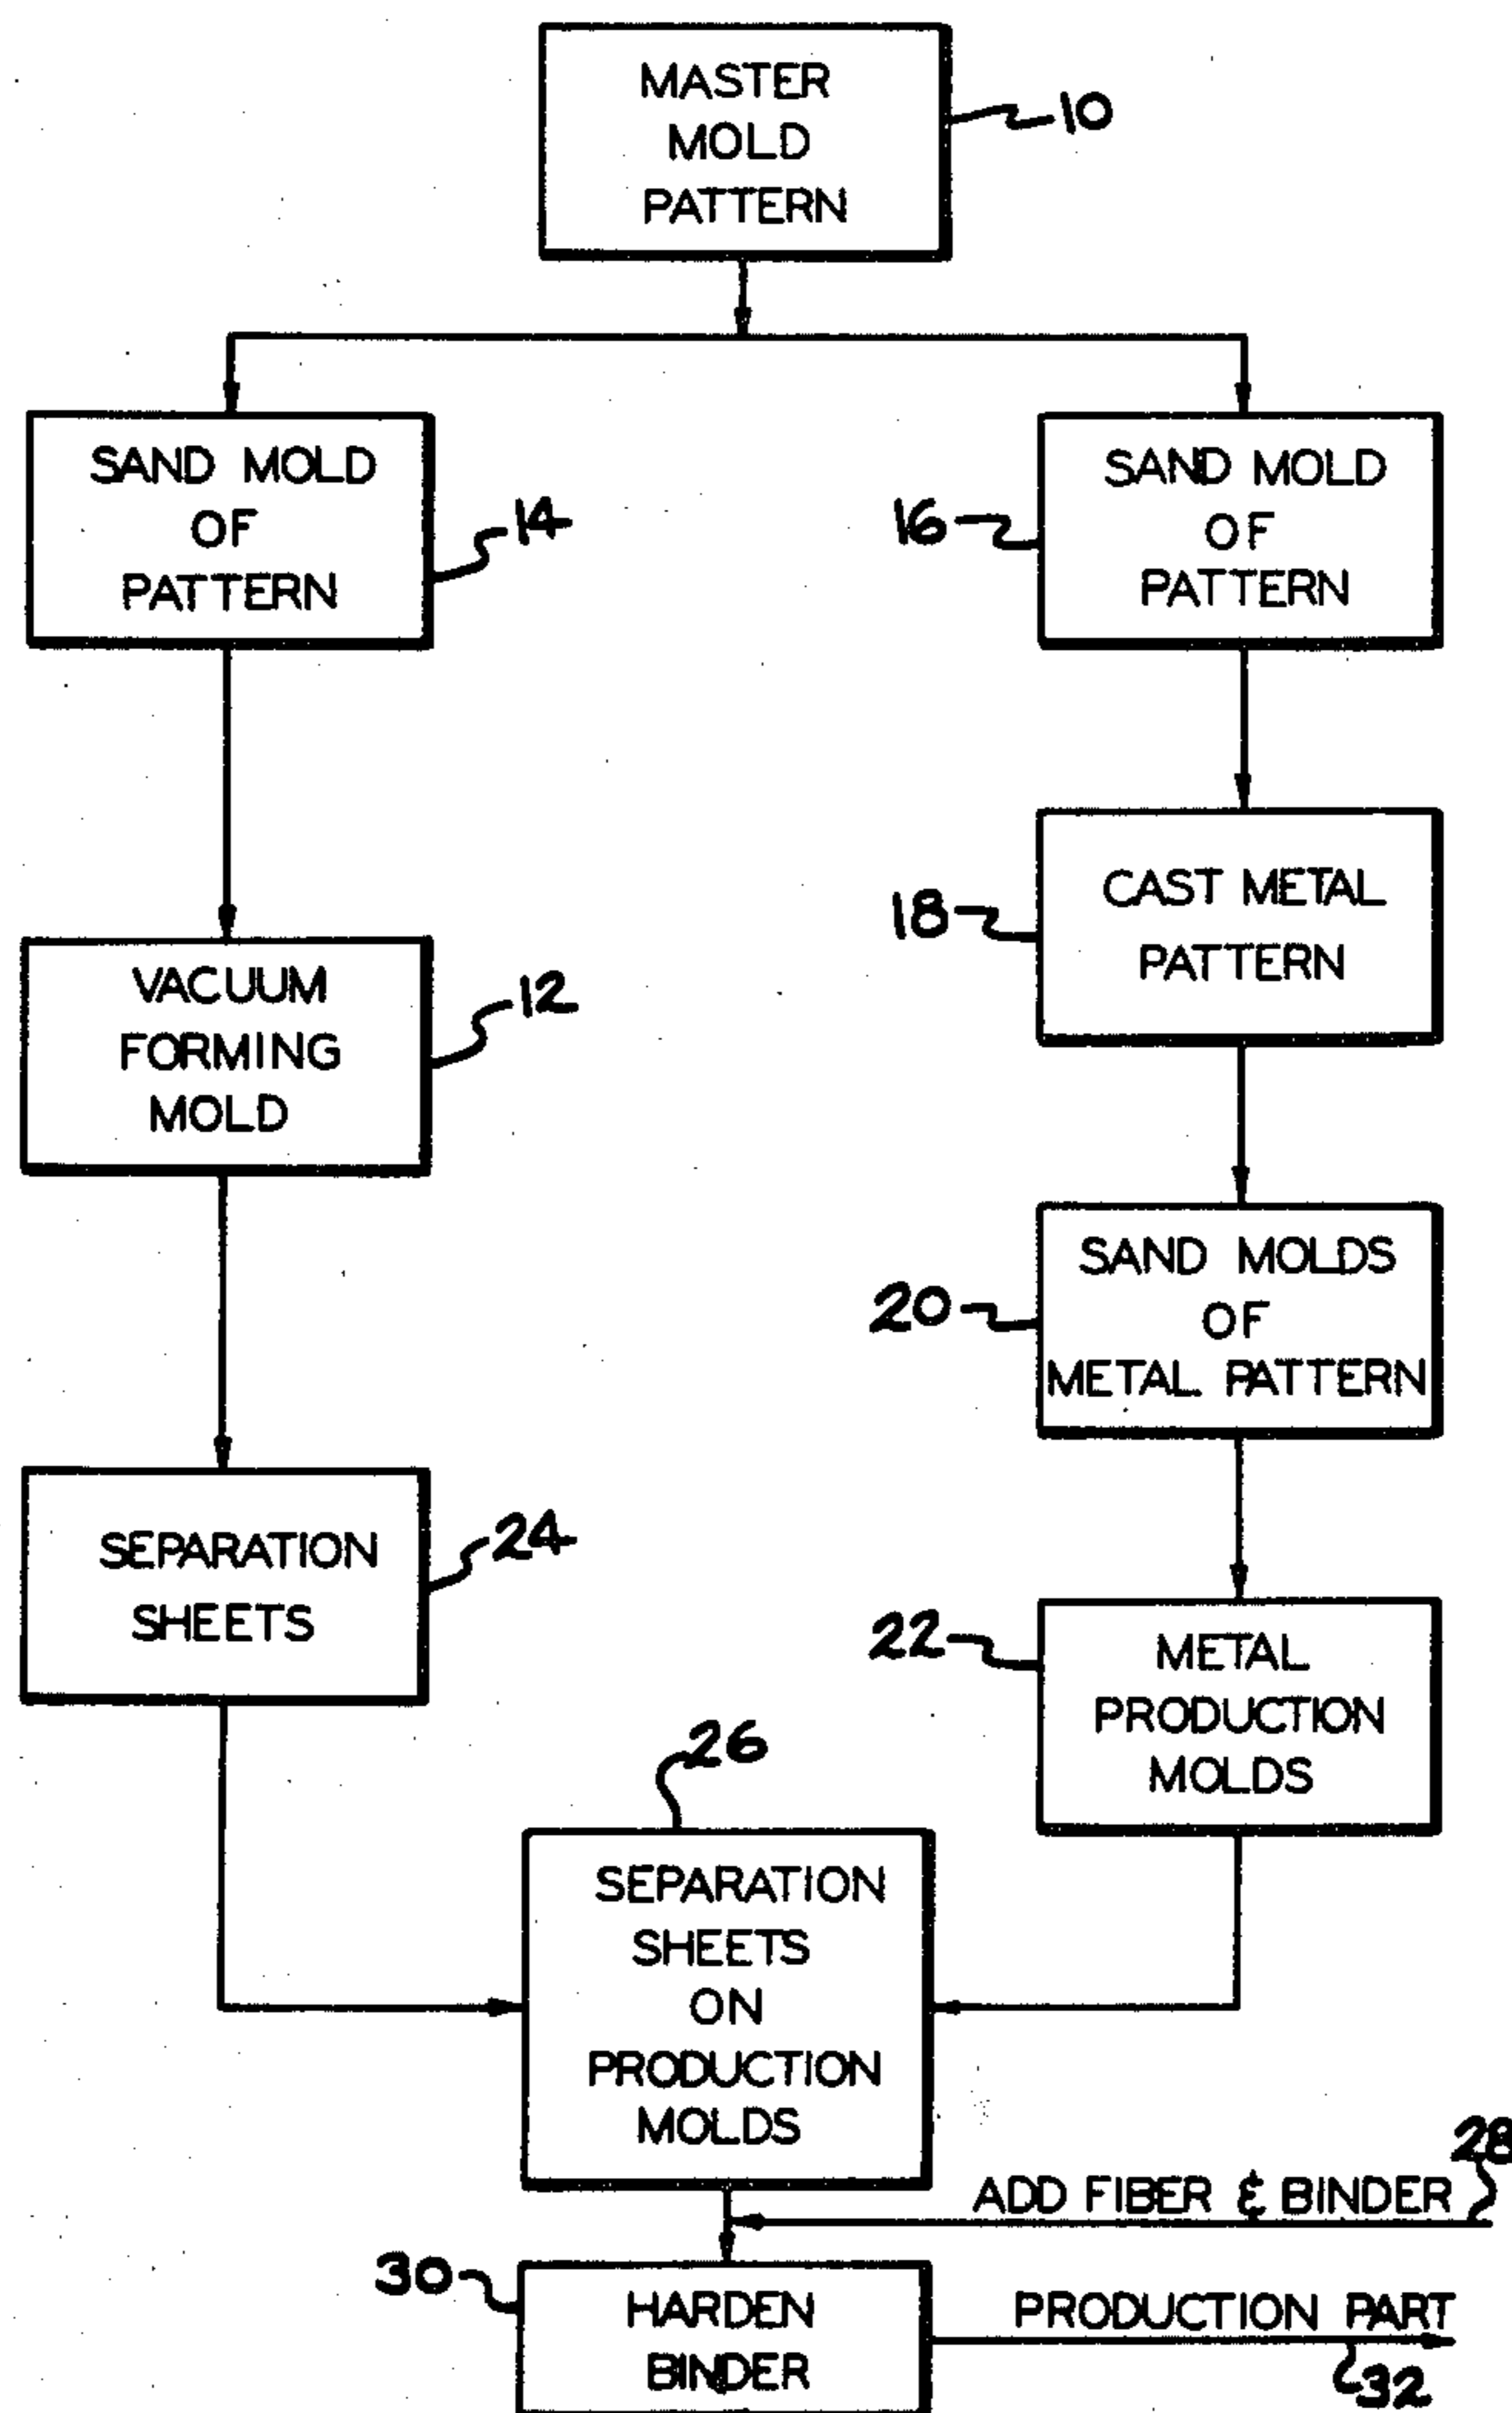 MASTER
MOLD
PATTERN
10
SAND MOLD
OF
PATTERN
14
16
SAND MOLD
OF
PATTERN
18
CAST METAL
PATTERN
VACUUM
FORMING
MOLD
12
20
SAND MOLDS
OF
METAL PATTERN
SEPARATION
SHEETS
24
22
METAL
PRODUCTION
MOLDS
26
SEPARATION
SHEETS
ON
PRODUCTION
MOLDS
28
ADD FIBER & BINDER
30
HARDEN
BINDER
PRODUCTION PART
32